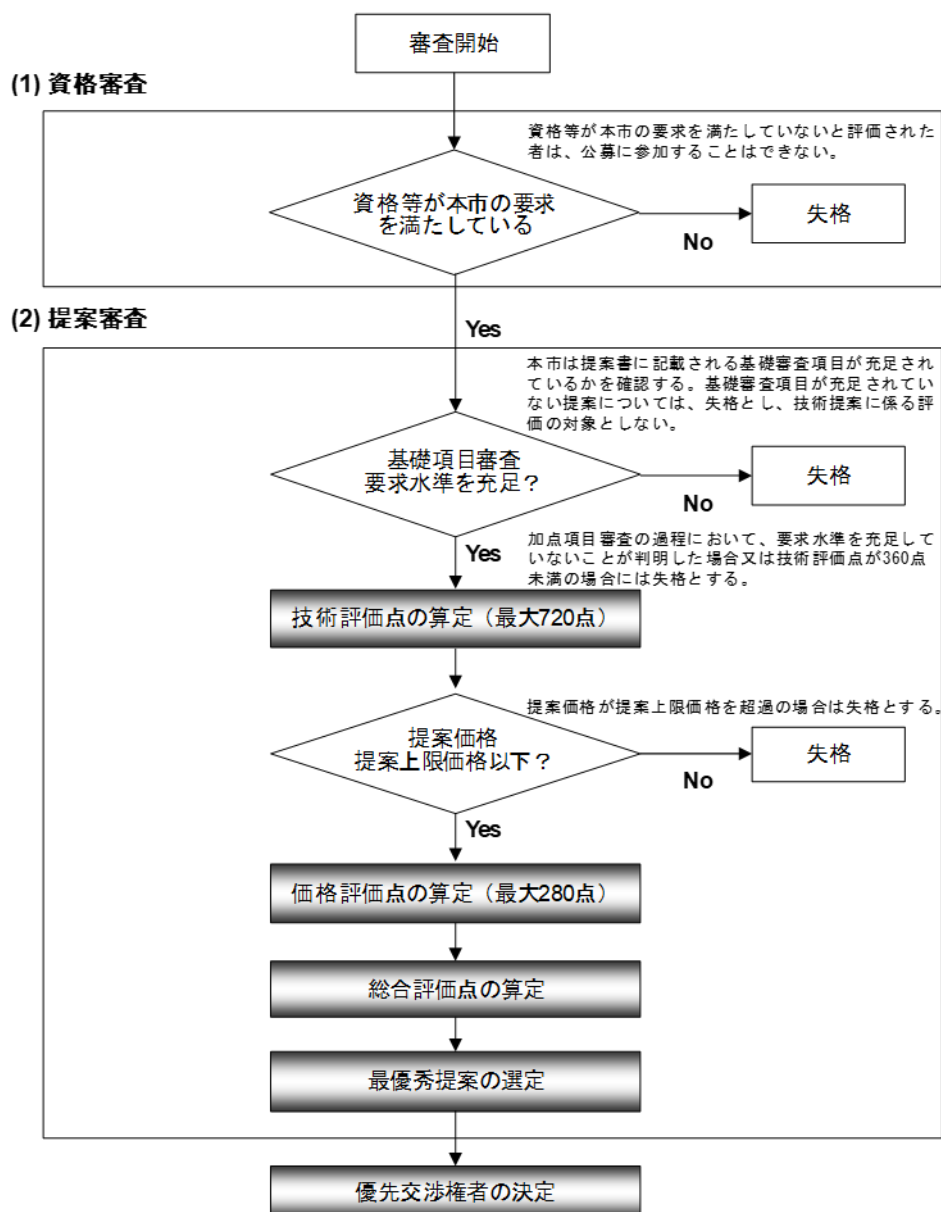 審査開始
(1) 資格審査
資格等が本市の要求を満たしていないと評価された
者は、公募に参加することはできない。
資格等が本市の要求
を満たしている
失格
No
(2) 提案審査
Yes
本市は提案書に記載される基礎審査項目が充足され
ているかを確認する。基礎審査項目が充足されてい
ない提案については、失格とし、技術提案に係る評
価の対象としない。
基礎項目審査
要求水準を充足?
失格
No
Yes
加点項目審査の過程において、要求水準を充足して
いないことが判明した場合又は技術評価点が360点
未満の場合には失格とする。
技術評価点の算定(最大720点)
提案価格が提案上限価格を超過の場合は失格とする。
提案価格
提案上限価格以下?
失格
No
Yes
価格評価点の算定(最大280点)
総合評価点の算定
最優秀提案の選定
優先交渉権者の決定